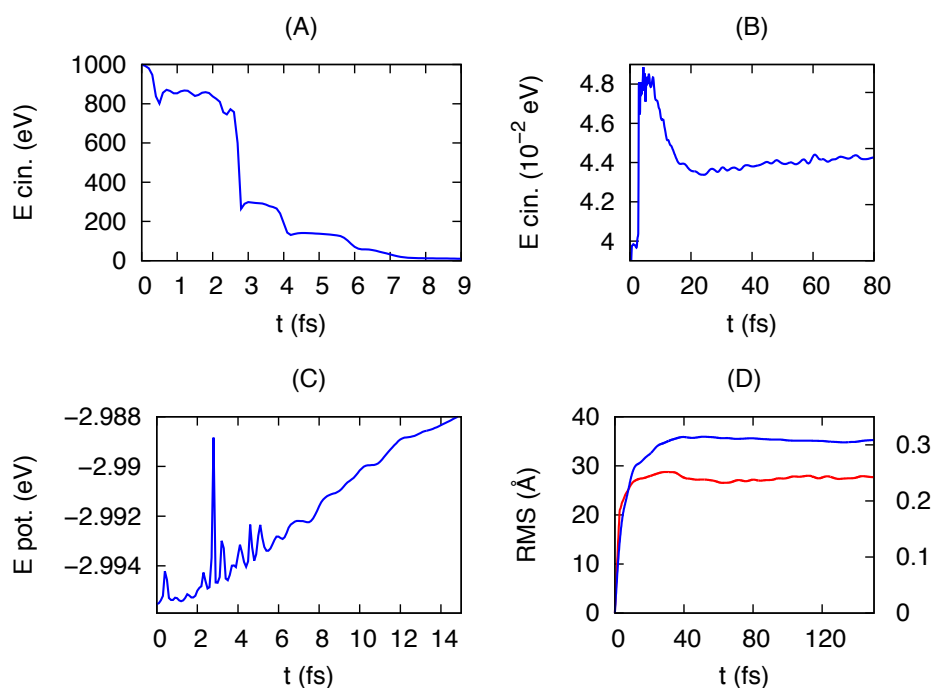 (A)
E cin. (eV)
1000
800
600
400
200
0
0 1 2 3 4 5 6 7 8 9
t (fs)
(B)
E cin. (10⁻² eV)
4.8
4.6
4.4
4.2
4
0 20 40 60 80
t (fs)
(C)
E pot. (eV)
−2.988
−2.99
−2.992
−2.994
0 2 4 6 8 10 12 14
t (fs)
(D)
RMS (Å)
40
30
20
10
0
0.3
0.2
0.1
0
0 40 80 120
t (fs)